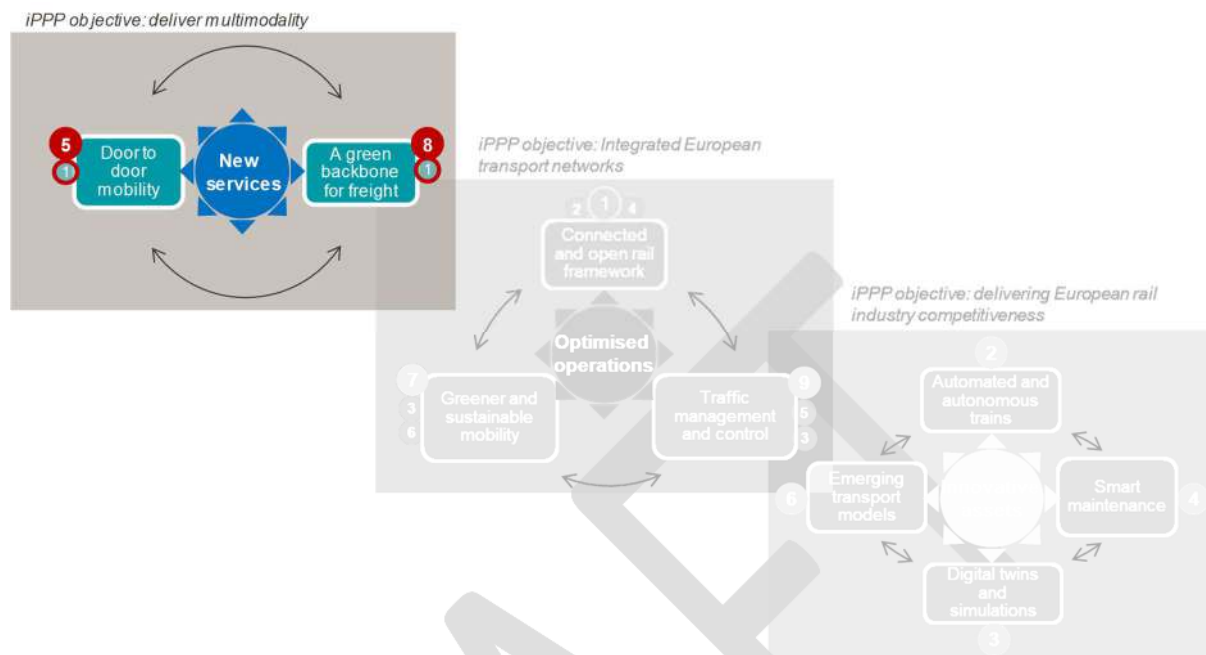 iPPP objective: deliver multimodality
5
1
Door to
door
mobility
New
services
8
1
A green
backbone
for freight
iPPP objective: Integrated European
transport networks
2
1
4
Connected
and open rail
framework
Optimised
operations
7
3
6
Greener and
sustainable
mobility
9
5
3
Traffic
management
and control
iPPP objective: delivering European rail
industry competitiveness
2
Automated and
autonomous
trains
6
Emerging
transport
models
Smart
maintenance
4
Digital twins
and
simulations
3